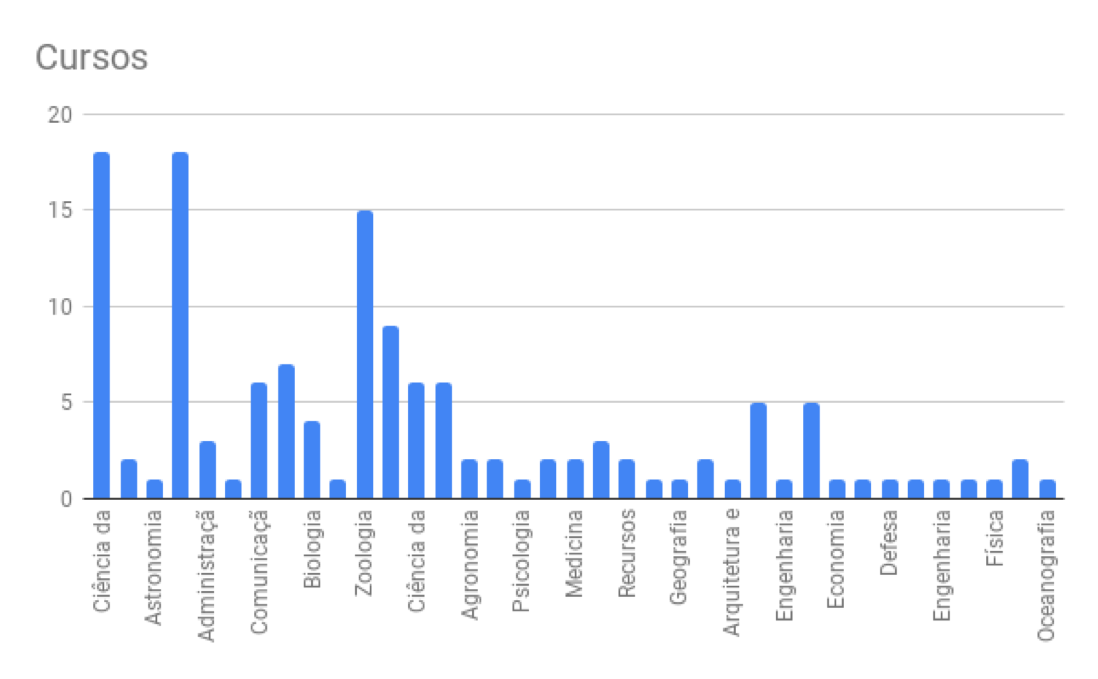 Cursos
20
15
10
5
0
Ciência da
Astronomia
Administraçã
Comunicaçã
Biologia
Zoologia
Ciência da
Agronomia
Psicologia
Medicina
Recursos
Geografia
Arquitetura e
Engenharia
Economia
Defesa
Engenharia
Física
Oceanografia